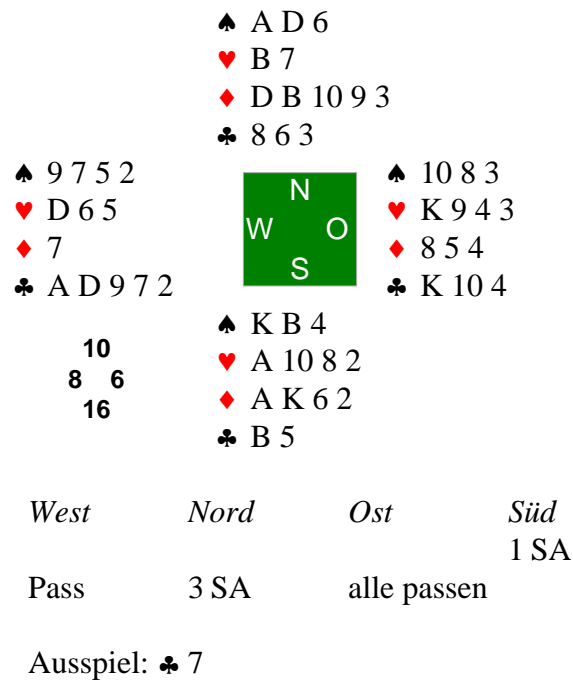 ♠ A D 6
♥ B 7
♦ D B 10 9 3
♣ 8 6 3
♠ 9 7 5 2
♥ D 6 5
♦ 7
♣ A D 9 7 2
N
W O
S
♠ 10 8 3
♥ K 9 4 3
♦ 8 5 4
♣ K 10 4
10
8 6
16
♠ K B 4
♥ A 10 8 2
♦ A K 6 2
♣ B 5
West Nord Ost Süd
1 SA
Pass 3 SA alle passen
Ausspiel: ♣ 7